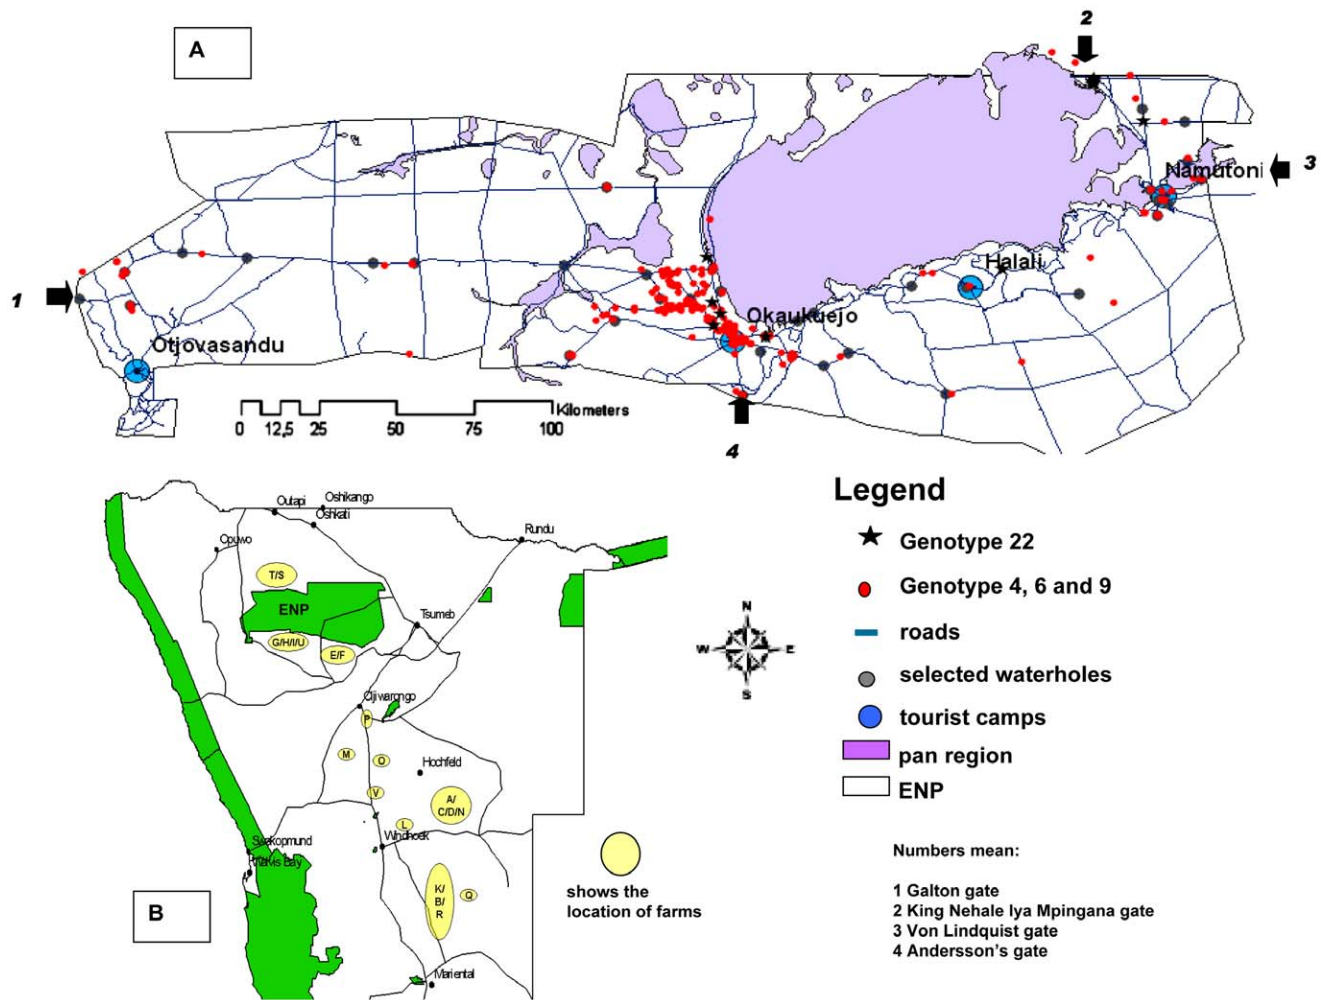 A
2
3
Namutoni
1
Halali
Okaukuejo
Otjovasandu
Kilometers
0 12,5 25 50 75 100
4
Legend
Genotype 22
Genotype 4, 6 and 9
roads
selected waterholes
tourist camps
pan region
ENP
Numbers mean:
1 Galton gate
2 King Nehale Iya Mpingana gate
3 Von Lindquist gate
4 Andersson's gate
N
W E
S
Outapi
Oshikango
Oshkati
Rundu
Opuwo
T/S
ENP
Tsumeb
G/H/I/U
E/F
Otjiwarongo
P
M
O
Hochfeld
V
A/
C/D/N
L
Windhoek
Swakopmund
Walvis Bay
K/
B/
R
Q
Mariental
B
shows the
location of farms